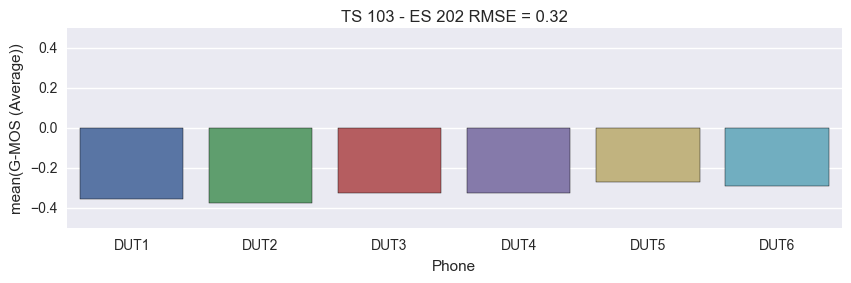 TS 103 - ES 202 RMSE = 0.32
mean(G-MOS (Average))
0.4
0.2
0.0
−0.2
−0.4
DUT1 DUT2 DUT3 DUT4 DUT5 DUT6
Phone